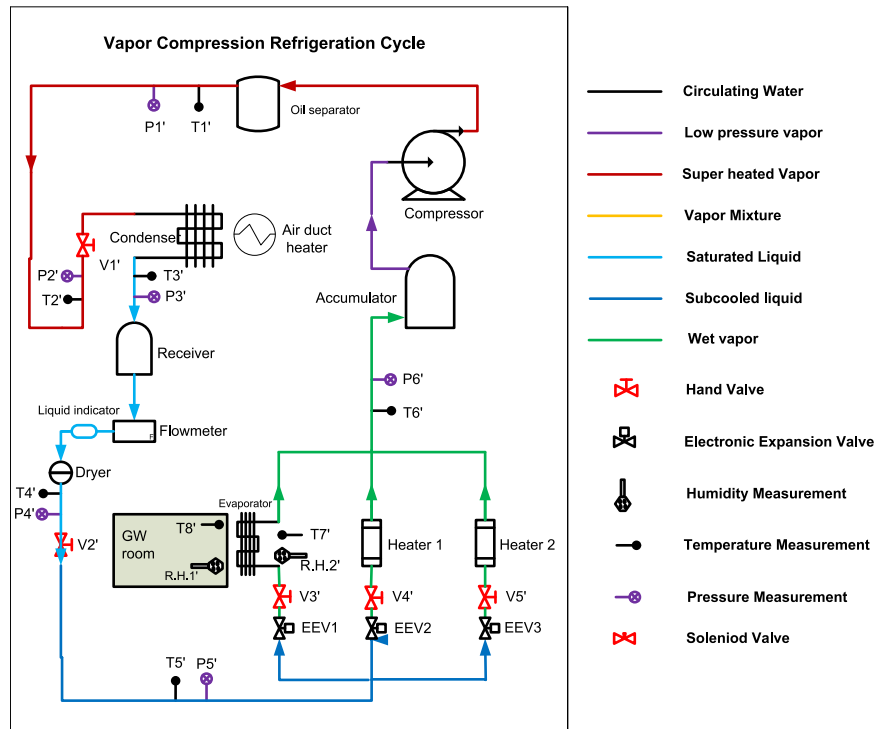 Vapor Compression Refrigeration Cycle
P1'
T1'
Oil separator
Compressor
Condenser
Air duct
heater
V1'
P2'
T2'
T3'
P3'
Accumulator
Receiver
Liquid indicator
F
Flowmeter
Dryer
T4'
P4'
V2'
P6'
T6'
Evaporator
GW
room
T8'
R.H.1'
T7'
R.H.2'
Heater 1
Heater 2
V3'
V4'
V5'
EEV1
EEV2
EEV3
T5'
P5'
Circulating Water
Low pressure vapor
Super heated Vapor
Vapor Mixture
Saturated Liquid
Subcooled liquid
Wet vapor
Hand Valve
Electronic Expansion Valve
Humidity Measurement
Temperature Measurement
Pressure Measurement
Soleniod Valve